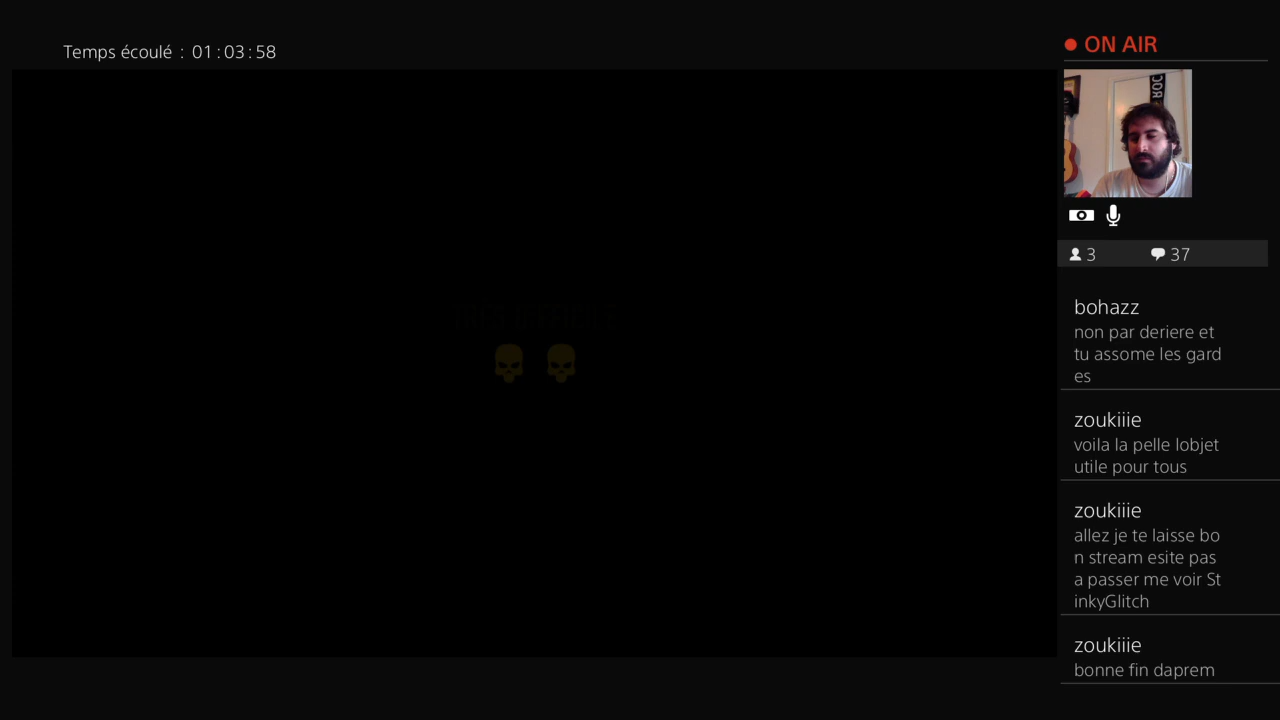 Temps écoulé : 01:03:58
ON AIR
ROC
3
37
bohazz
non par deriere et
tu assome les gard
es
zoukiiie
voila la pelle lobjet
utile pour tous
zoukiiie
allez je te laisse bo
n stream esite pas
a passer me voir St
inkyGlitch
zoukiiie
bonne fin daprem